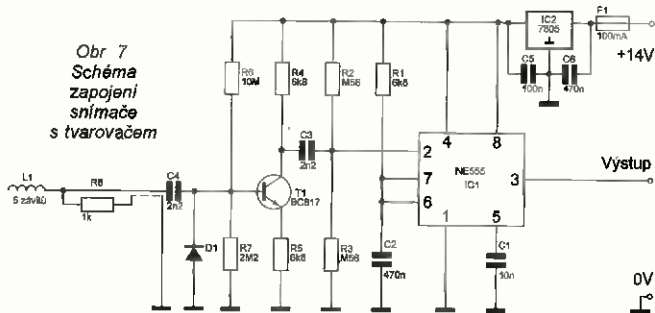 Obr 7
Schéma
zapojení
snímače
s tvarovačem
L1
5 závitů
R8
1k
C4
2n2
D1
R6
10M
R7
2M2
R4
6k8
T1
BC817
R5
6k8
C3
2n2
R2
M56
R3
M56
R1
6k8
C2
470n
4
8
2
7
6
NE555
IC1
3
1
5
C1
10n
IC2
7805
C5
100n
C6
470n
F1
100mA
+14V
Výstup
0V